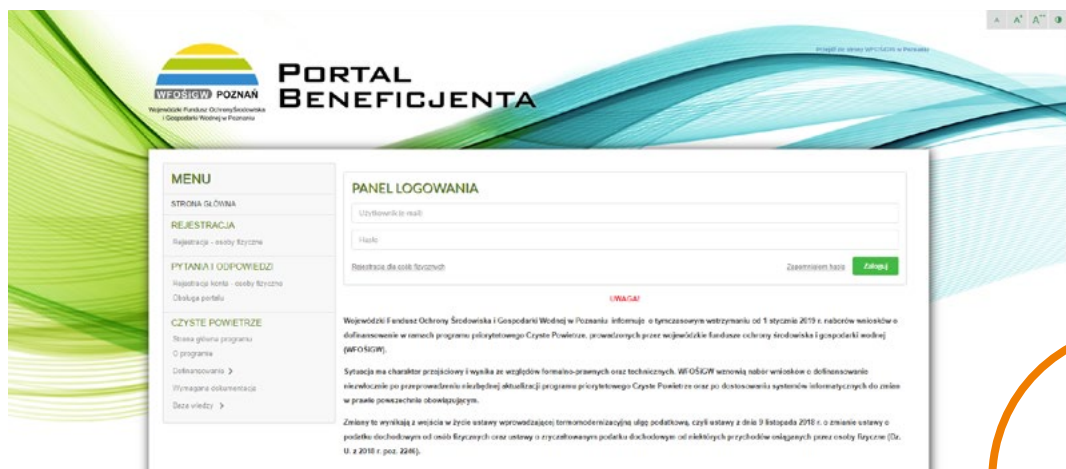 A A+ A++
Przejdź do strony WFOŚiGW w Poznaniu
WFOŚiGW POZNAŃ
Wojewódzki Fundusz Ochrony Środowiska
i Gospodarki Wodnej w Poznaniu
PORTAL
BENEFICJENTA
MENU
STRONA GŁÓWNA
REJESTRACJA
Rejestracja - osoby fizyczne
PYTANIA I ODPOWIEDZI
Rejestracja konta - osoby fizyczne
Obsługa portalu
CZYSTE POWIETRZE
Strona główna programu
O programie
Dofinansowanie >
Wymagana dokumentacja
Baza wiedzy >
PANEL LOGOWANIA
Użytkownik (e-mail)
Hasło
Rejestracja dla osób fizycznych
Zapomniałem hasła
Zaloguj
UWAGA!
Wojewódzki Fundusz Ochrony Środowiska i Gospodarki Wodnej w Poznaniu informuje o tymczasowym wstrzymaniu od 1 stycznia 2019 r. naborów wniosków o
dofinansowanie w ramach programu priorytetowego Czyste Powietrze, prowadzonych przez wojewódzkie fundusze ochrony środowiska i gospodarki wodnej
(WFOŚIGW).
Sytuacja ma charakter przejściowy i wynika ze względów formalno-prawnych oraz technicznych. WFOŚIGW wznowią nabór wniosków o dofinansowanie
niezwłocznie po przeprowadzeniu niezbędnej aktualizacji programu priorytetowego Czyste Powietrze oraz po dostosowaniu systemów informatycznych do zmian
w prawie powszechnie obowiązującym.
Zmiany te wynikają z wejścia w życie ustawy wprowadzającej termomodernizacyjną ulgę podatkową, czyli ustawy z dnia 9 listopada 2018 r. o zmianie ustawy o
podatku dochodowym od osób fizycznych oraz ustawy o zryczałtowanym podatku dochodowym od niektórych przychodów osiąganych przez osoby fizyczne (Dz.
U. z 2018 r. poz. 2246).